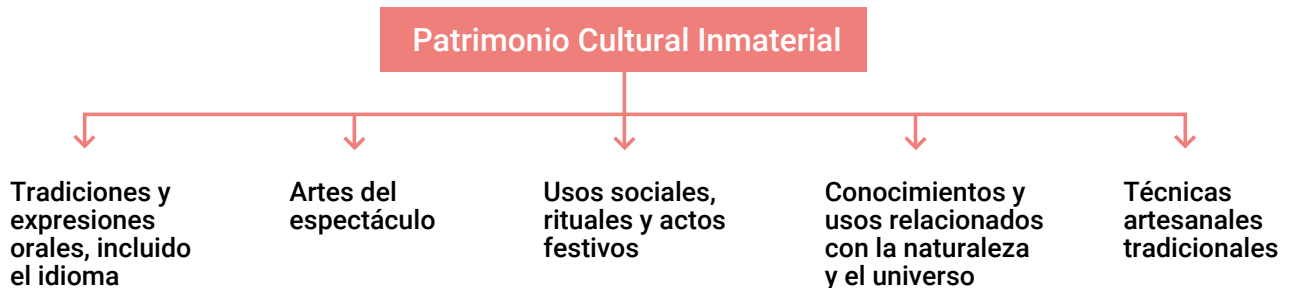 Patrimonio Cultural Inmaterial
Tradiciones y
expresiones
orales, incluido
el idioma
Artes del
espectáculo
Usos sociales,
rituales y actos
festivos
Conocimientos y
usos relacionados
con la naturaleza
y el universo
Técnicas
artesanales
tradicionales